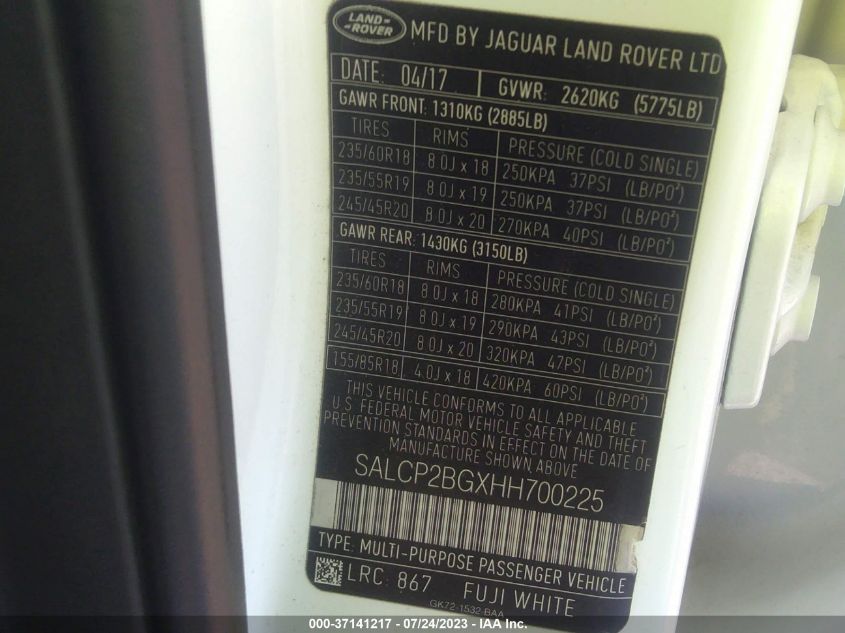 LAND ROVER MFD BY JAGUAR LAND ROVER LTD
DATE: 04/17 GVWR: 2620KG (5775LB)
GAWR FRONT: 1310KG (2885LB)
TIRES RIMS PRESSURE (COLD SINGLE)
235/60R18 8.0J x 18 250KPA 37PSI (LB/PO²)
235/55R19 8.0J x 19 250KPA 37PSI (LB/PO²)
245/45R20 8.0J x 20 270KPA 40PSI (LB/PO²)
GAWR REAR: 1430KG (3150LB)
TIRES RIMS PRESSURE (COLD SINGLE)
235/60R18 8.0J x 18 280KPA 41PSI (LB/PO²)
235/55R19 8.0J x 19 290KPA 43PSI (LB/PO²)
245/45R20 8.0J x 20 320KPA 47PSI (LB/PO²)
155/85R18 4.0J x 18 420KPA 60PSI (LB/PO²)
THIS VEHICLE CONFORMS TO ALL APPLICABLE
U.S. FEDERAL MOTOR VEHICLE SAFETY AND THEFT
PREVENTION STANDARDS IN EFFECT ON THE DATE OF
MANUFACTURE SHOWN ABOVE
SALCP2BGXHH700225
TYPE: MULTI-PURPOSE PASSENGER VEHICLE
LRC: 867 FUJI WHITE
GK72-1532-BAA
000-37141217 - 07/24/2023 - IAA Inc.